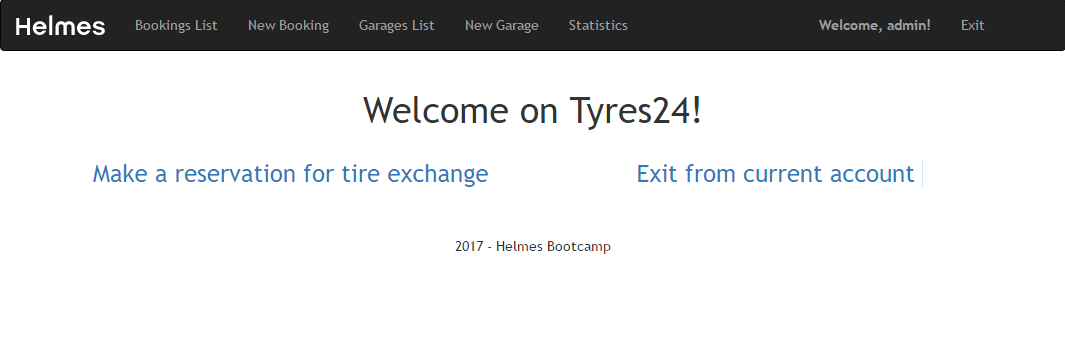 Helmes Bookings List New Booking Garages List New Garage Statistics Welcome, admin! Exit
Welcome on Tyres24!
Make a reservation for tire exchange Exit from current account
2017 - Helmes Bootcamp